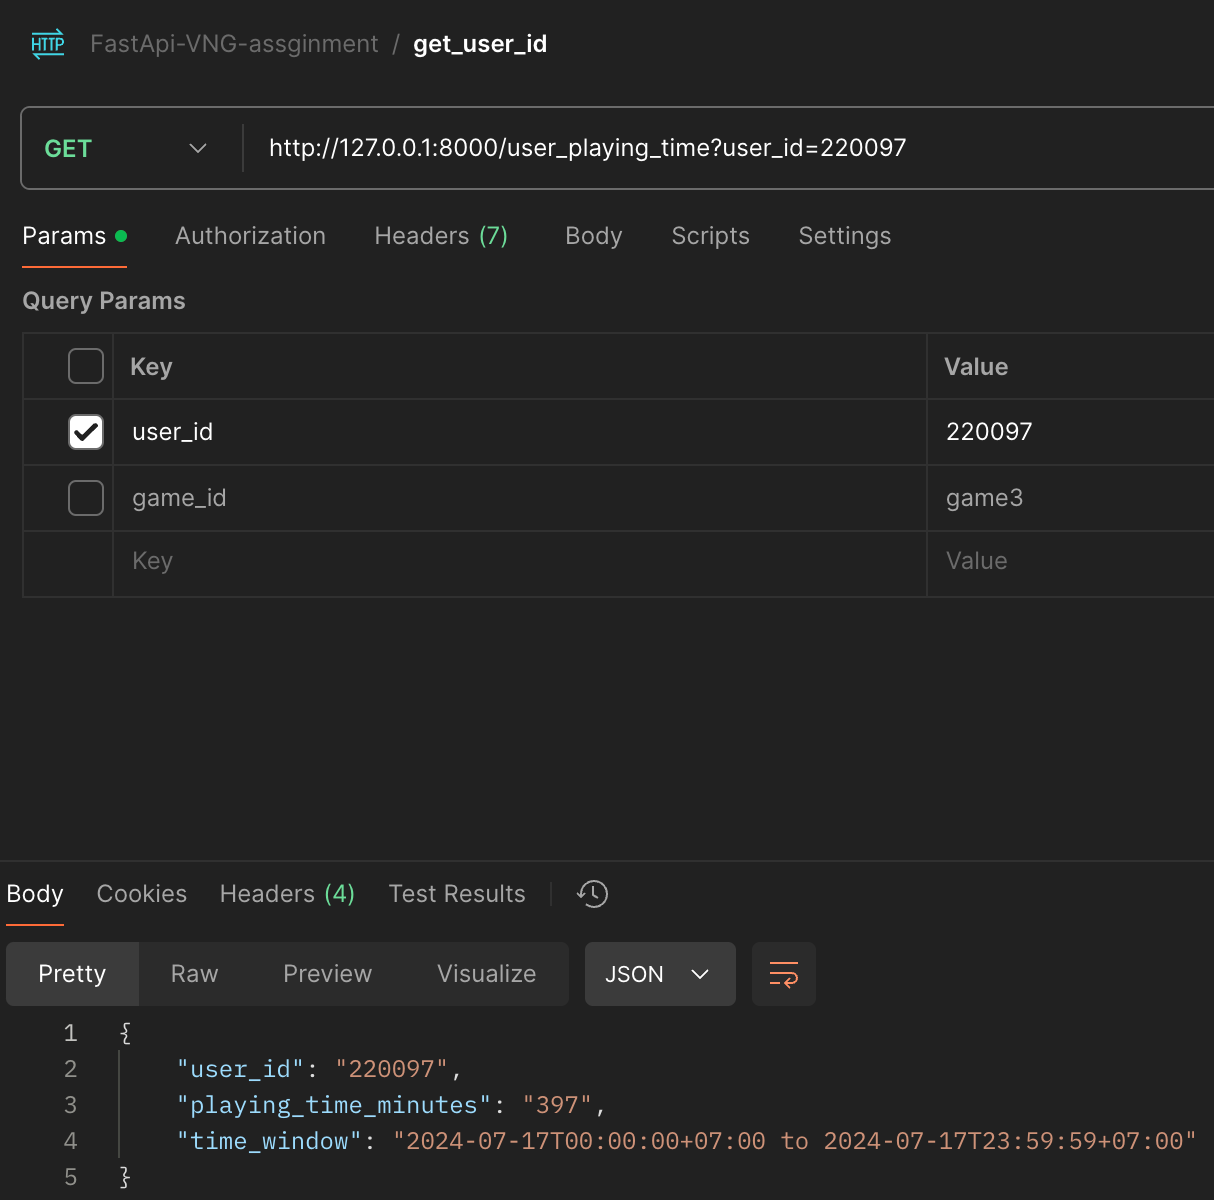 HTTP FastApi-VNG-assginment / get_user_id
GET http://127.0.0.1:8000/user_playing_time?user_id=220097
Params Authorization Headers (7) Body Scripts Settings
Query Params
Key Value
user_id 220097
game_id game3
Key Value
Body Cookies Headers (4) Test Results
Pretty Raw Preview Visualize JSON
1 {
2 "user_id": "220097",
3 "playing_time_minutes": "397",
4 "time_window": "2024-07-17T00:00:00+07:00 to 2024-07-17T23:59:59+07:00"
5 }